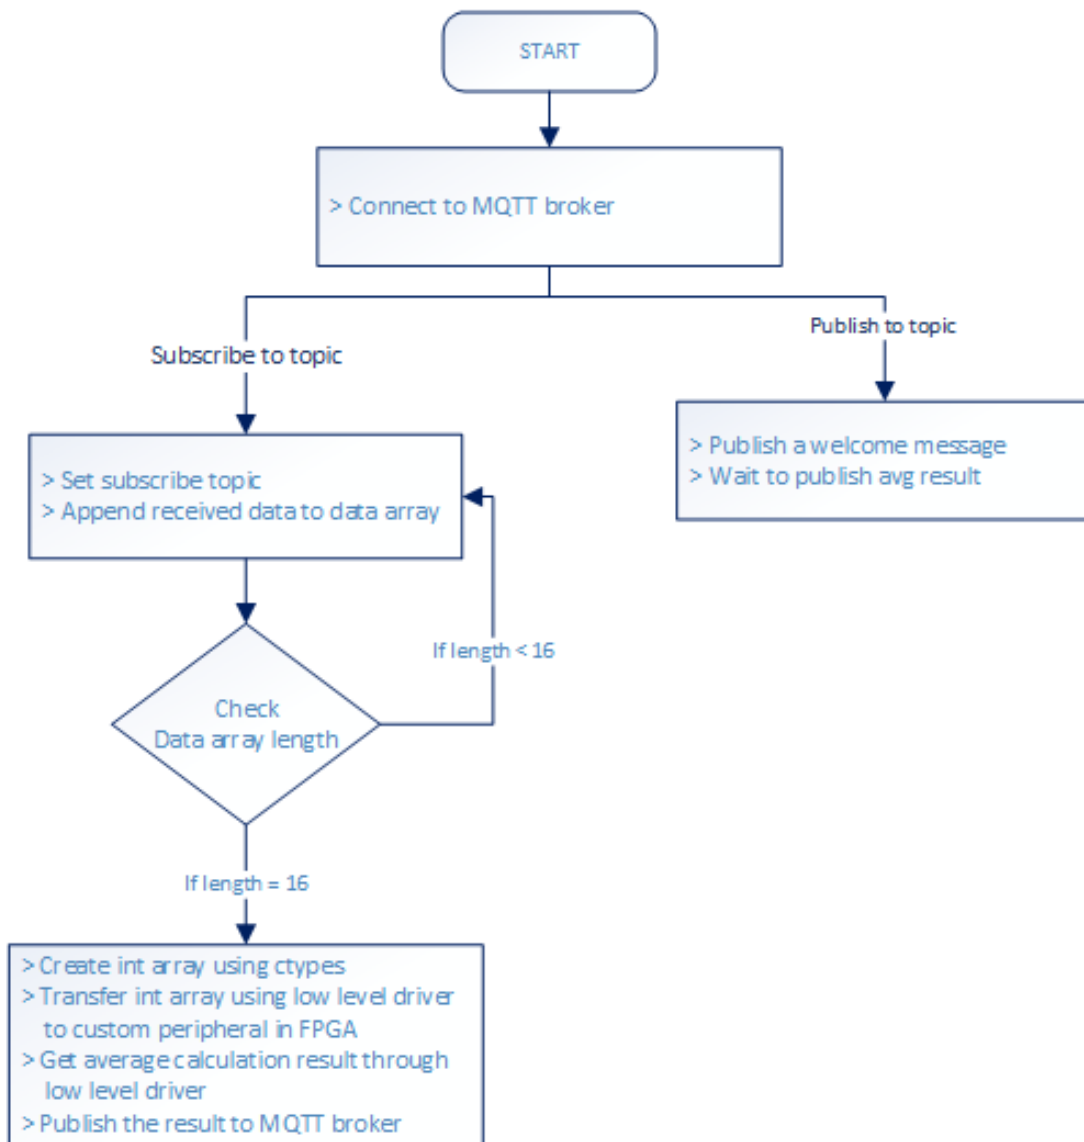 START
> Connect to MQTT broker
Publish to topic
Subscribe to topic
> Publish a welcome message
> Wait to publish avg result
> Set subscribe topic
> Append received data to data array
If length < 16
Check
Data array length
If length = 16
> Create int array using ctypes
> Transfer int array using low level driver
to custom peripheral in FPGA
> Get average calculation result through
low level driver
> Publish the result to MQTT broker